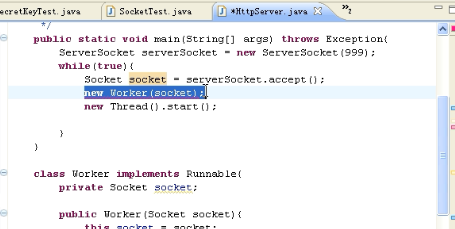 ecretKeyTest.java SocketTest.java *HttpServer.java »2
*/
public static void main(String[] args) throws Exception{
ServerSocket serverSocket = new ServerSocket(999);
while(true){
Socket socket = serverSocket.accept();
new Worker(socket);
new Thread().start();
}
}
class Worker implements Runnable{
private Socket socket;
public Worker(Socket socket){
this.socket = socket;